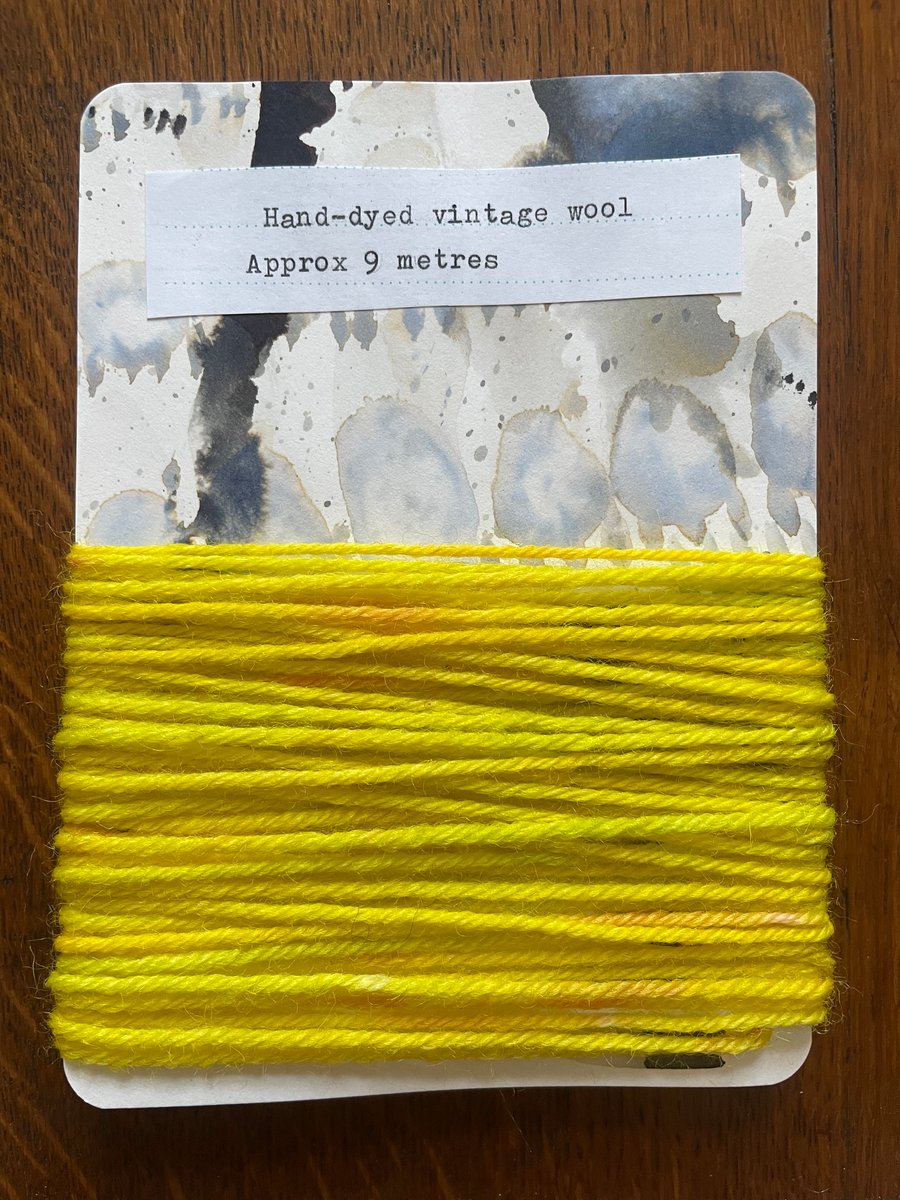 Hand-dyed vintage wool
Approx 9 metres